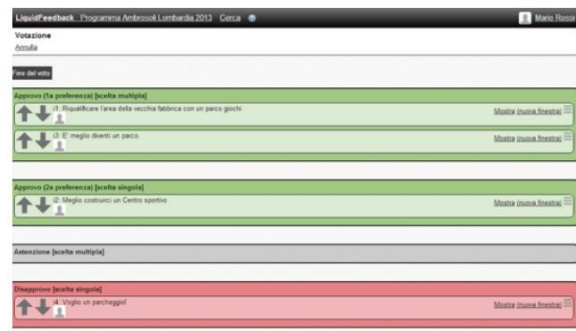 LiquidFeedback Programma Ambrosoli Lombardia 2013 Cerca Mario Rossi
Votazione
Annulla
Fine del voto
Approvo (1a preferenza) [scelta multipla]
i1: Riqualificare l'area della vecchia fabbrica con un parco giochi Mostra (nuova finestra)
i3: E' meglio diventi un parco. Mostra (nuova finestra)
Approvo (2a preferenza) [scelta singola]
i2: Meglio costruirci un Centro sportivo Mostra (nuova finestra)
Astenzione [scelta multipla]
Disapprovo [scelta singola]
i4: Voglio un parcheggio! Mostra (nuova finestra)